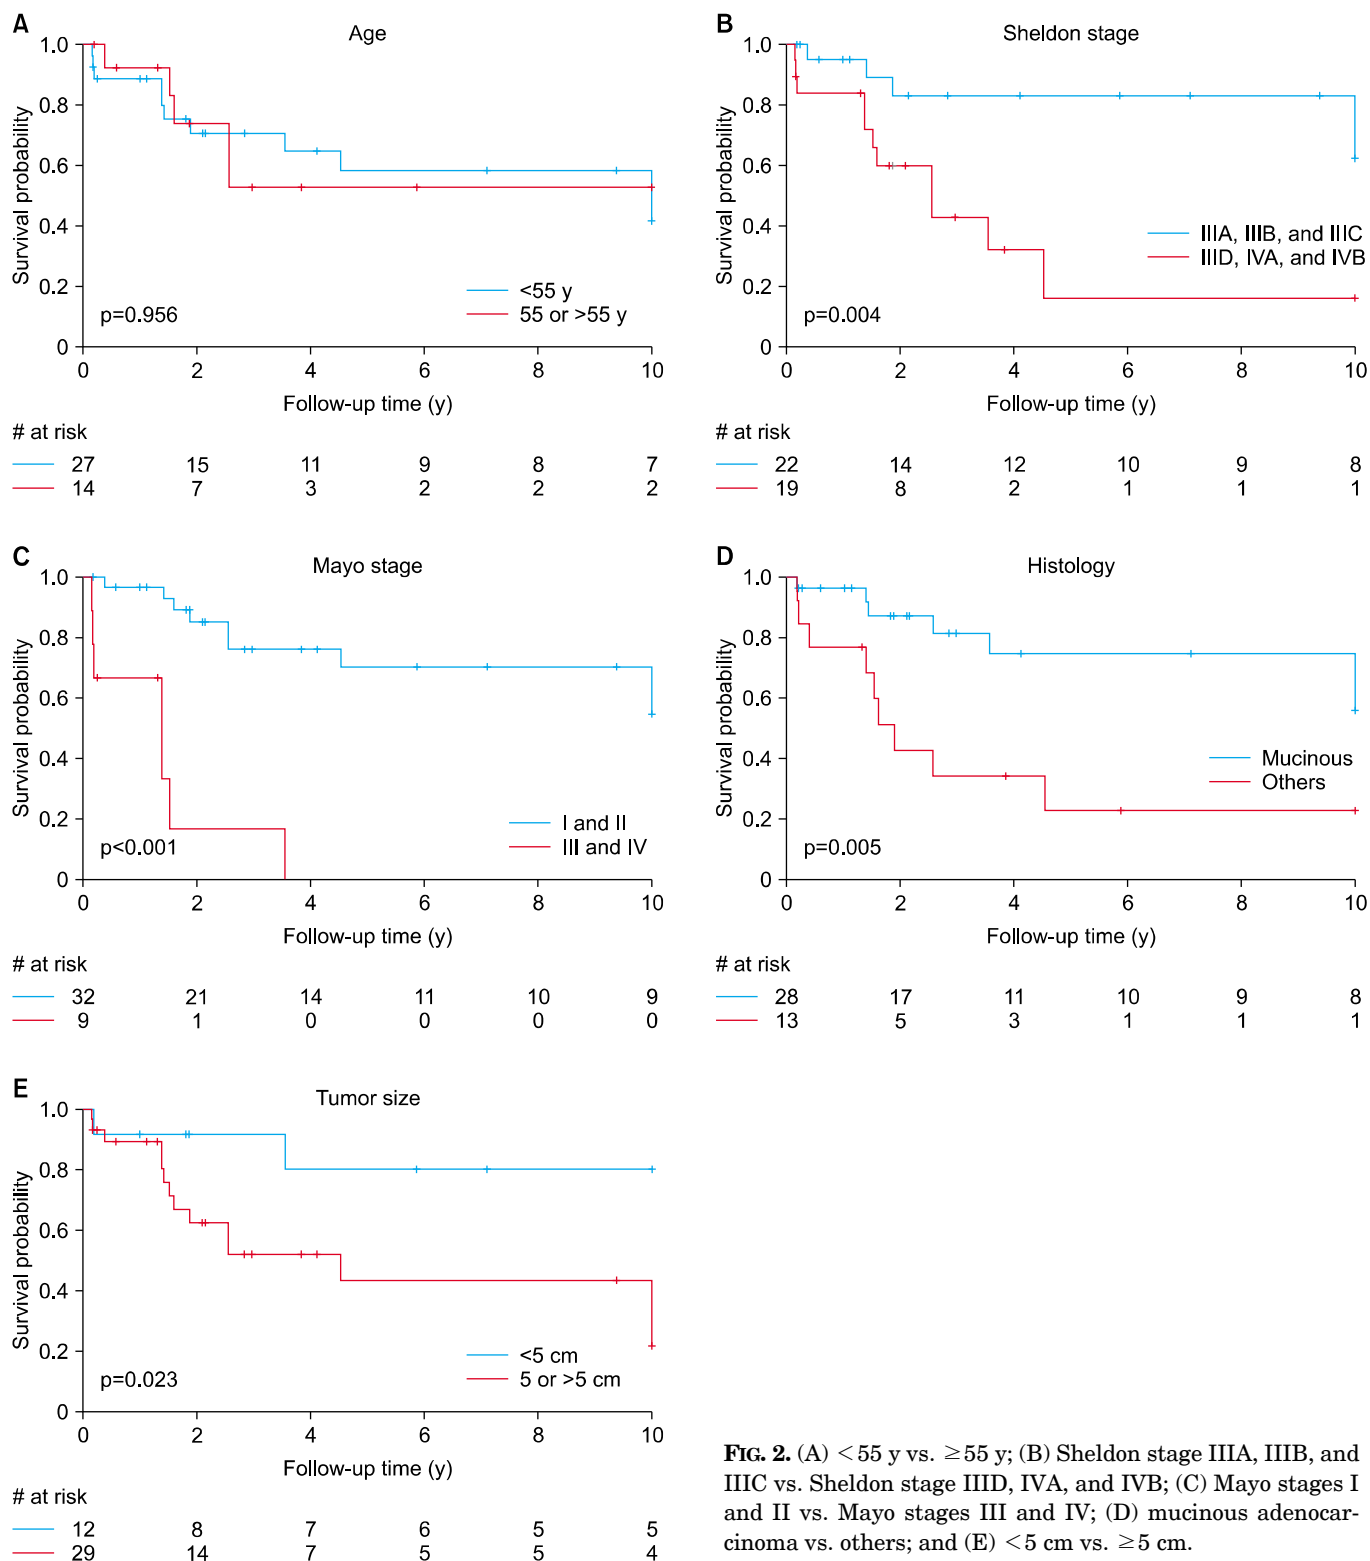 A
Age
1.0
0.8
0.6
0.4
0.2
0
Survival probability
<55 y
55 or >55 y
p=0.956
0 2 4 6 8 10
Follow-up time (y)
# at risk
27 15 11 9 8 7
14 7 3 2 2 2
B
Sheldon stage
1.0
0.8
0.6
0.4
0.2
0
Survival probability
IIIA, IIIB, and IIIC
IIID, IVA, and IVB
p=0.004
0 2 4 6 8 10
Follow-up time (y)
# at risk
22 14 12 10 9 8
19 8 2 1 1 1
C
Mayo stage
1.0
0.8
0.6
0.4
0.2
0
Survival probability
I and II
III and IV
p<0.001
0 2 4 6 8 10
Follow-up time (y)
# at risk
32 21 14 11 10 9
9 1 0 0 0 0
D
Histology
1.0
0.8
0.6
0.4
0.2
0
Survival probability
Mucinous
Others
p=0.005
0 2 4 6 8 10
Follow-up time (y)
# at risk
28 17 11 10 9 8
13 5 3 1 1 1
E
Tumor size
1.0
0.8
0.6
0.4
0.2
0
Survival probability
<5 cm
5 or >5 cm
p=0.023
0 2 4 6 8 10
Follow-up time (y)
# at risk
12 8 7 6 5 5
29 14 7 5 5 4
FIG. 2. (A) <55 y vs. ≥55 y; (B) Sheldon stage IIIA, IIIB, and
IIIC vs. Sheldon stage IIID, IVA, and IVB; (C) Mayo stages I
and II vs. Mayo stages III and IV; (D) mucinous adenocar-
cinoma vs. others; and (E) <5 cm vs. ≥5 cm.